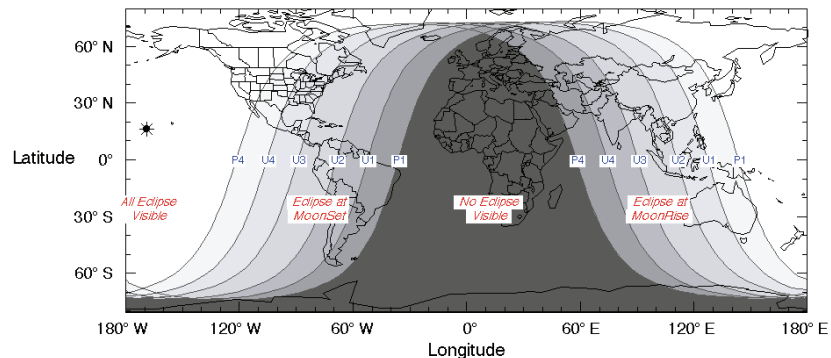 60° N
30° N
Latitude
0°
30° S
60° S
P4 U4 U3 U2 U1 P1 P4 U4 U3 U2 U1 P1
All Eclipse
Visible
Eclipse at
MoonSet
No Eclipse
Visible
Eclipse at
MoonRise
180° W 120° W 60° W 0° 60° E 120° E 180° E
Longitude